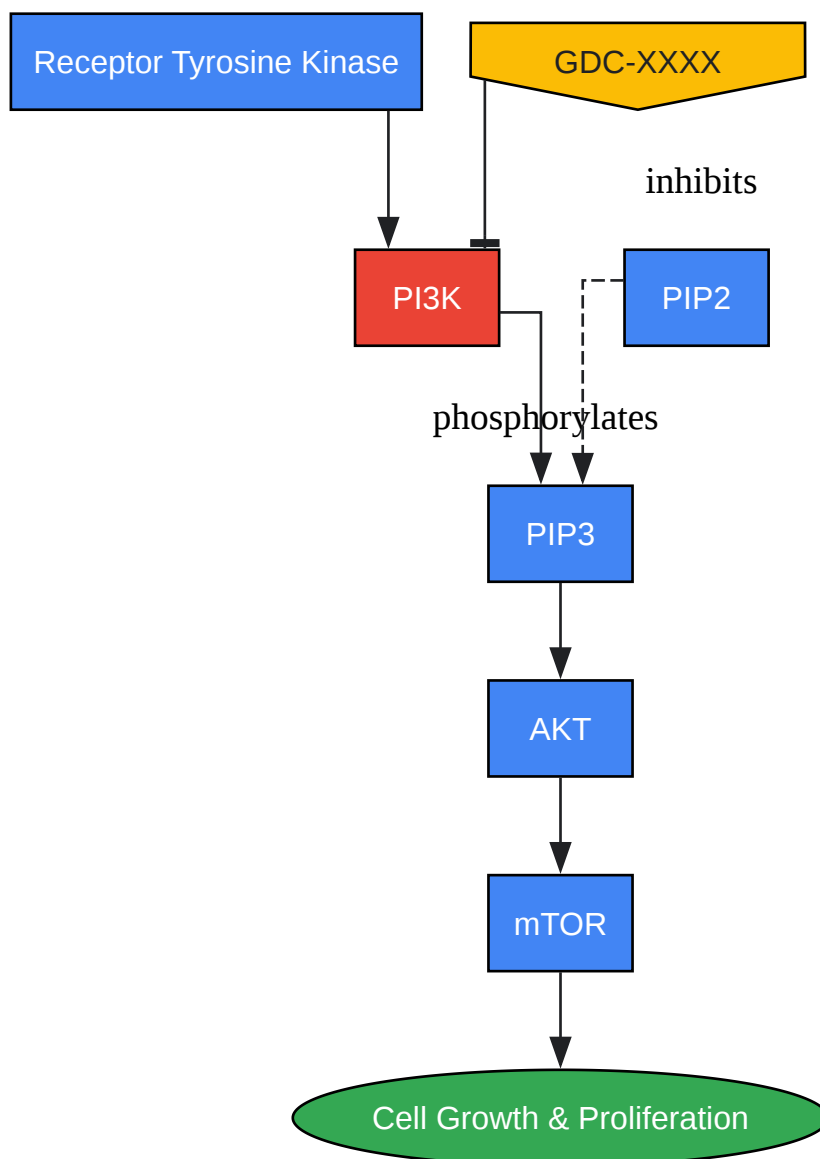 Receptor Tyrosine Kinase
GDC-XXXX
inhibits
PI3K
PIP2
phosphorylates
PIP3
AKT
mTOR
Cell Growth & Proliferation